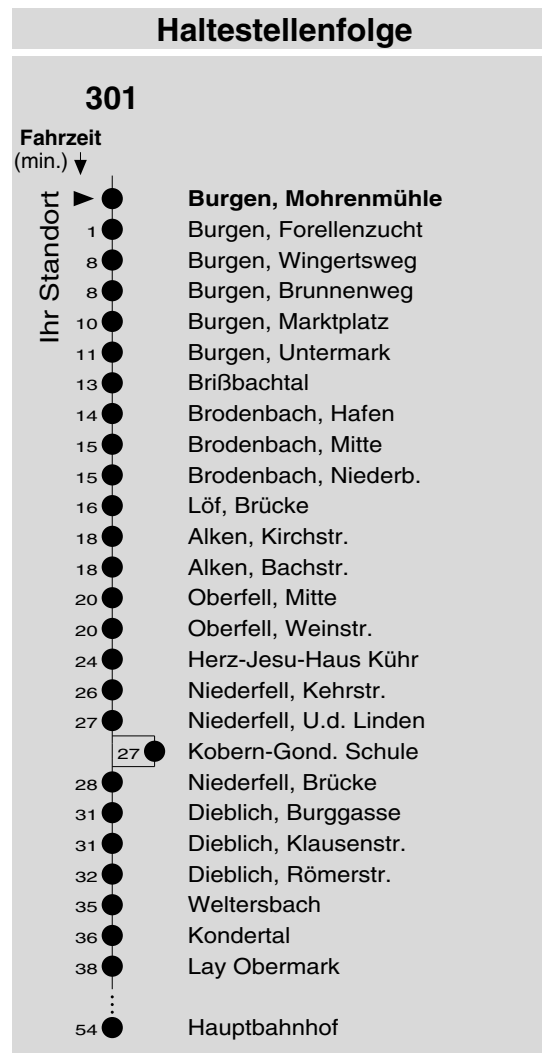 Haltestellenfolge
301
Fahrzeit
(min.)
Ihr Standort
Burgen, Mohrenmühle
1 Burgen, Forellenzucht
8 Burgen, Wingertsweg
8 Burgen, Brunnenweg
10 Burgen, Marktplatz
11 Burgen, Untermark
13 Brißbachtal
14 Brodenbach, Hafen
15 Brodenbach, Mitte
15 Brodenbach, Niederb.
16 Löf, Brücke
18 Alken, Kirchstr.
18 Alken, Bachstr.
20 Oberfell, Mitte
20 Oberfell, Weinstr.
24 Herz-Jesu-Haus Kühr
26 Niederfell, Kehrstr.
27 Niederfell, U.d. Linden
27 Kobern-Gond. Schule
28 Niederfell, Brücke
31 Dieblich, Burggasse
31 Dieblich, Klausenstr.
32 Dieblich, Römerstr.
35 Weltersbach
36 Kondertal
38 Lay Obermark
54 Hauptbahnhof